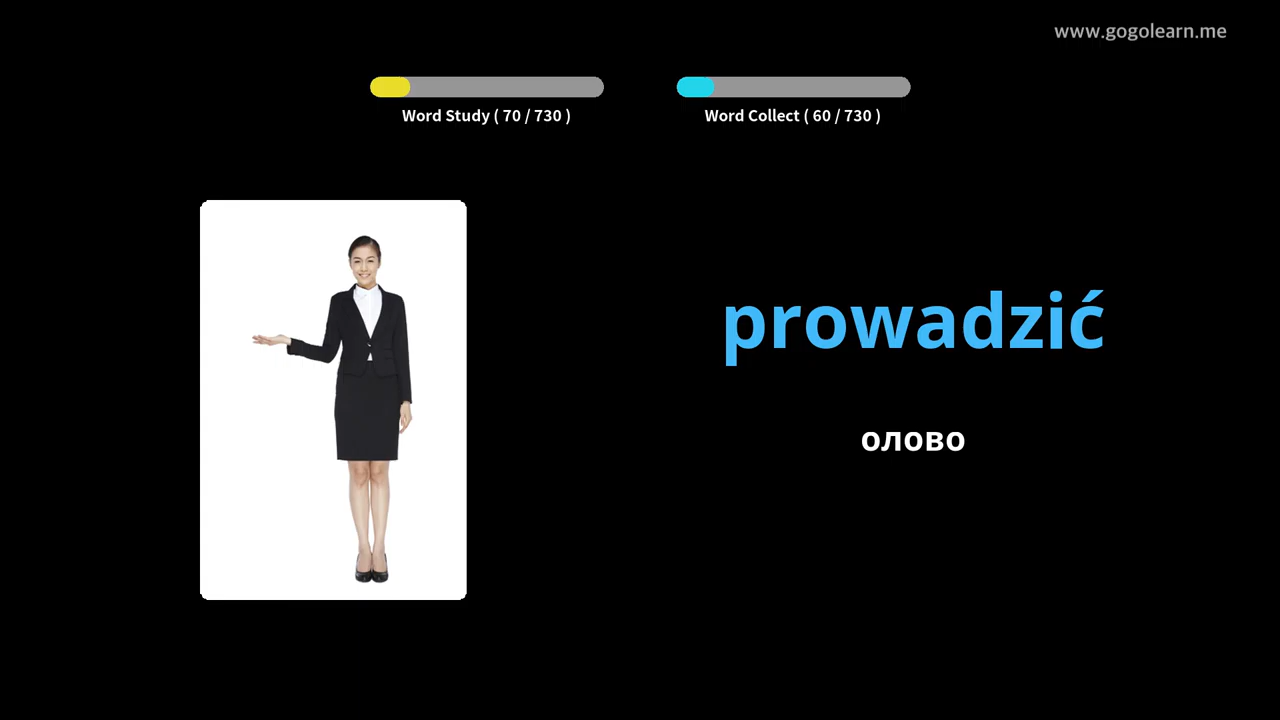 www.gogolearn.me
Word Study ( 70 / 730 )
Word Collect ( 60 / 730 )
prowadzić
олово